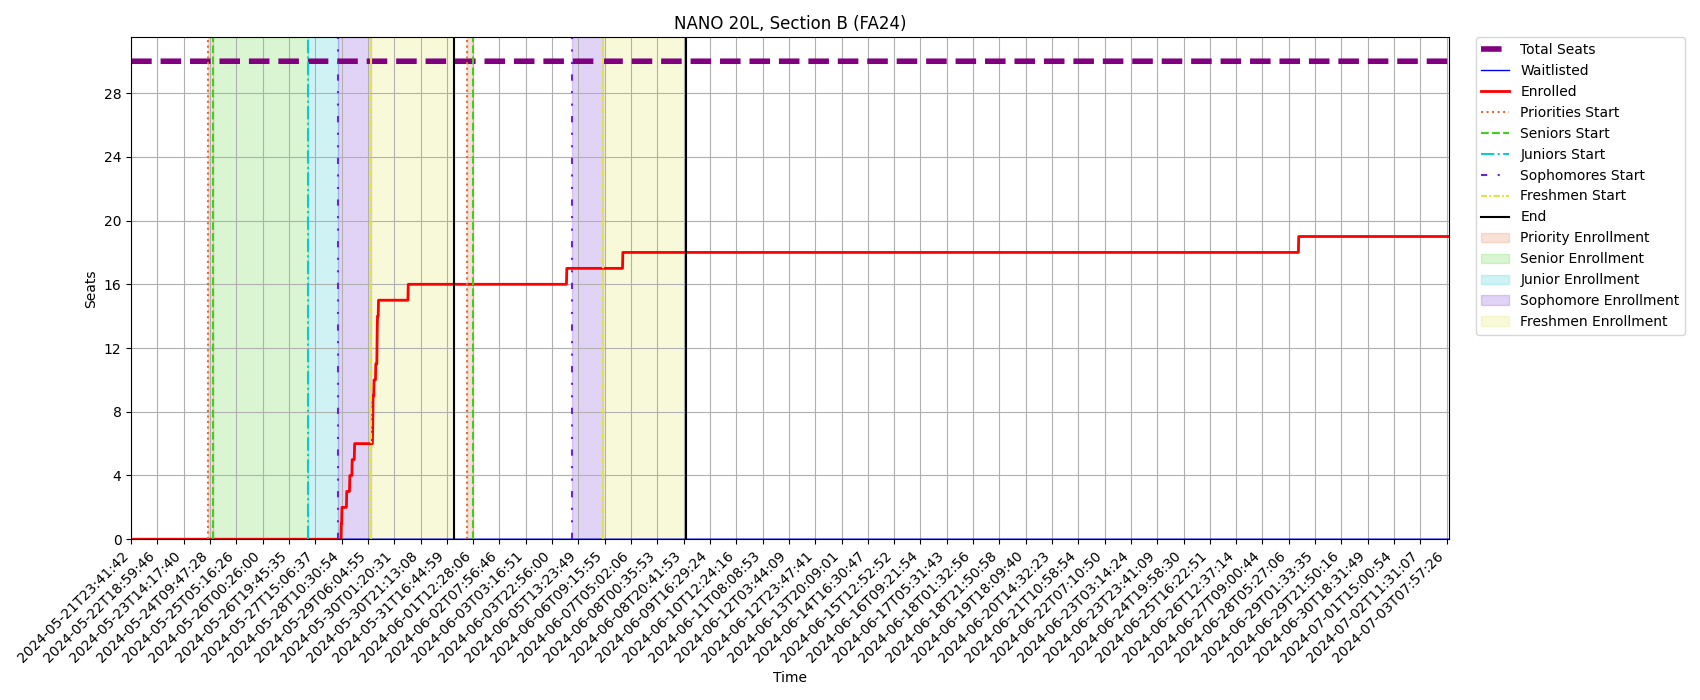 NANO 20L, Section B (FA24)
Seats
28
24
20
16
12
8
4
0
2024-05-21T23:41:42
2024-05-22T18:59:46
2024-05-23T14:17:40
2024-05-24T09:47:28
2024-05-25T05:16:26
2024-05-26T00:26:00
2024-05-26T19:45:35
2024-05-27T15:06:37
2024-05-28T10:30:54
2024-05-29T06:04:55
2024-05-30T01:20:31
2024-05-30T21:13:08
2024-05-31T16:44:59
2024-06-01T12:28:06
2024-06-02T07:56:46
2024-06-03T03:16:51
2024-06-03T22:56:00
2024-06-05T13:23:49
2024-06-06T09:15:55
2024-06-07T05:02:06
2024-06-08T00:35:53
2024-06-08T20:41:53
2024-06-09T16:29:24
2024-06-10T12:24:16
2024-06-11T08:08:53
2024-06-12T03:44:09
2024-06-12T23:47:41
2024-06-13T20:09:01
2024-06-14T16:30:47
2024-06-15T12:52:52
2024-06-16T09:21:54
2024-06-17T05:31:43
2024-06-18T01:32:56
2024-06-18T21:50:58
2024-06-19T18:09:40
2024-06-20T14:32:23
2024-06-21T10:58:54
2024-06-22T07:10:50
2024-06-23T03:14:24
2024-06-23T23:41:09
2024-06-24T19:58:30
2024-06-25T16:22:51
2024-06-26T12:37:14
2024-06-27T09:00:44
2024-06-28T05:27:06
2024-06-29T01:33:35
2024-06-29T21:50:16
2024-06-30T18:31:49
2024-07-01T15:00:54
2024-07-02T11:31:07
2024-07-03T07:57:26
Time
Total Seats
Waitlisted
Enrolled
Priorities Start
Seniors Start
Juniors Start
Sophomores Start
Freshmen Start
End
Priority Enrollment
Senior Enrollment
Junior Enrollment
Sophomore Enrollment
Freshmen Enrollment